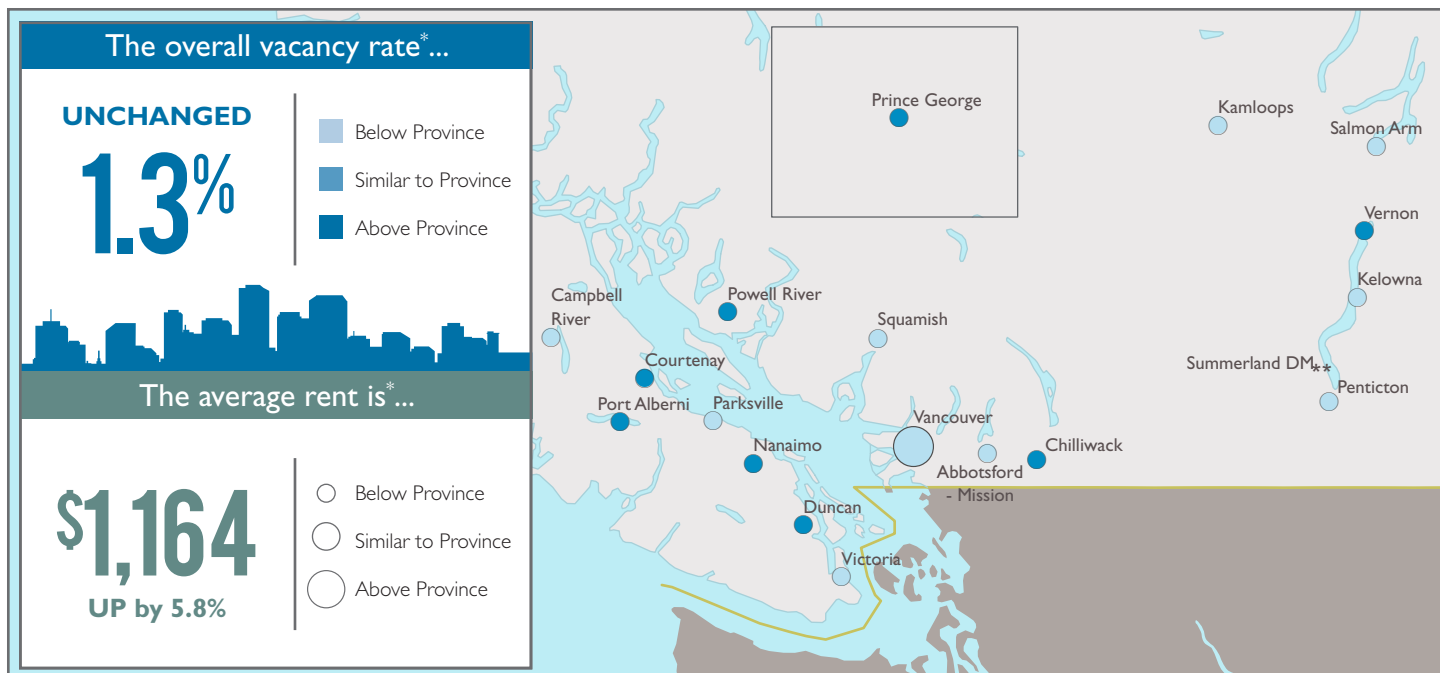 The overall vacancy rate*...
UNCHANGED
1.3%
Below Province
Similar to Province
Above Province
The average rent is*...
$1,164
UP by 5.8%
Below Province
Similar to Province
Above Province
Prince George
Kamloops
Salmon Arm
Vernon
Kelowna
Campbell
River
Powell River
Squamish
Courtenay
Summerland DM**
Penticton
Port Alberni
Parksville
Vancouver
Nanaimo
Chilliwack
Abbotsford
- Mission
Duncan
Victoria